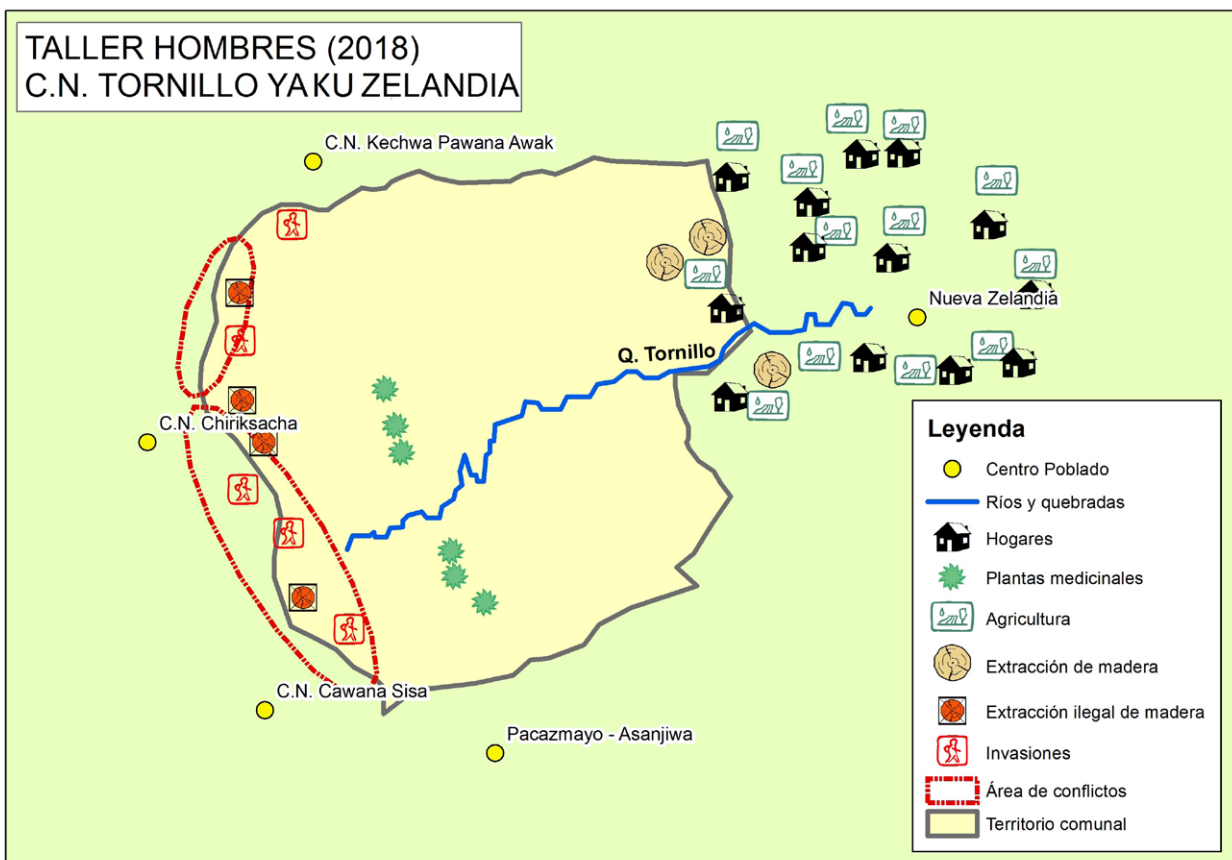 TALLER HOMBRES (2018)
C.N. TORNILLO YAKU ZELANDIA
C.N. Kechwa Pawana Awak
Nueva Zelandia
Q. Tornillo
C.N. Chiriksacha
C.N. Cawana Sisa
Pacazmayo - Asanjiwa
Leyenda
Centro Poblado
Ríos y quebradas
Hogares
Plantas medicinales
Agricultura
Extracción de madera
Extracción ilegal de madera
Invasiones
Área de conflictos
Territorio comunal